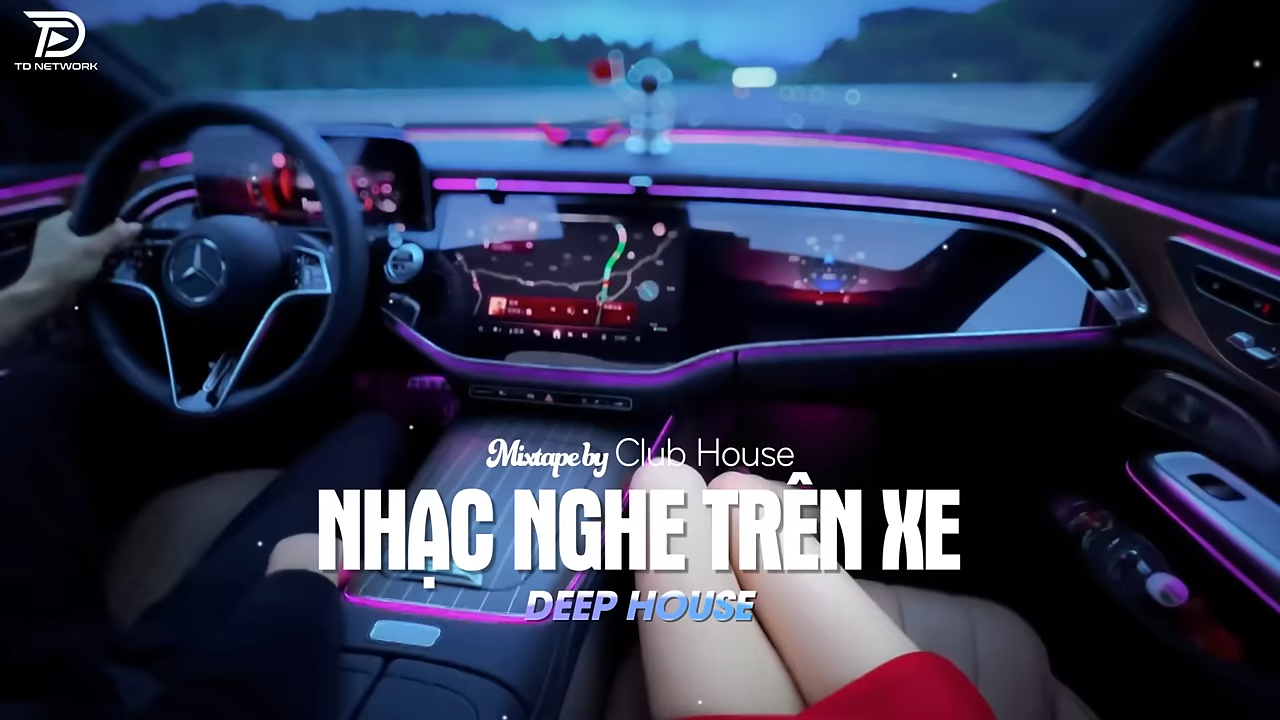 TD NETWORK
Mixtape by Club House
NHẠC NGHE TRÊN XE
DEEP HOUSE